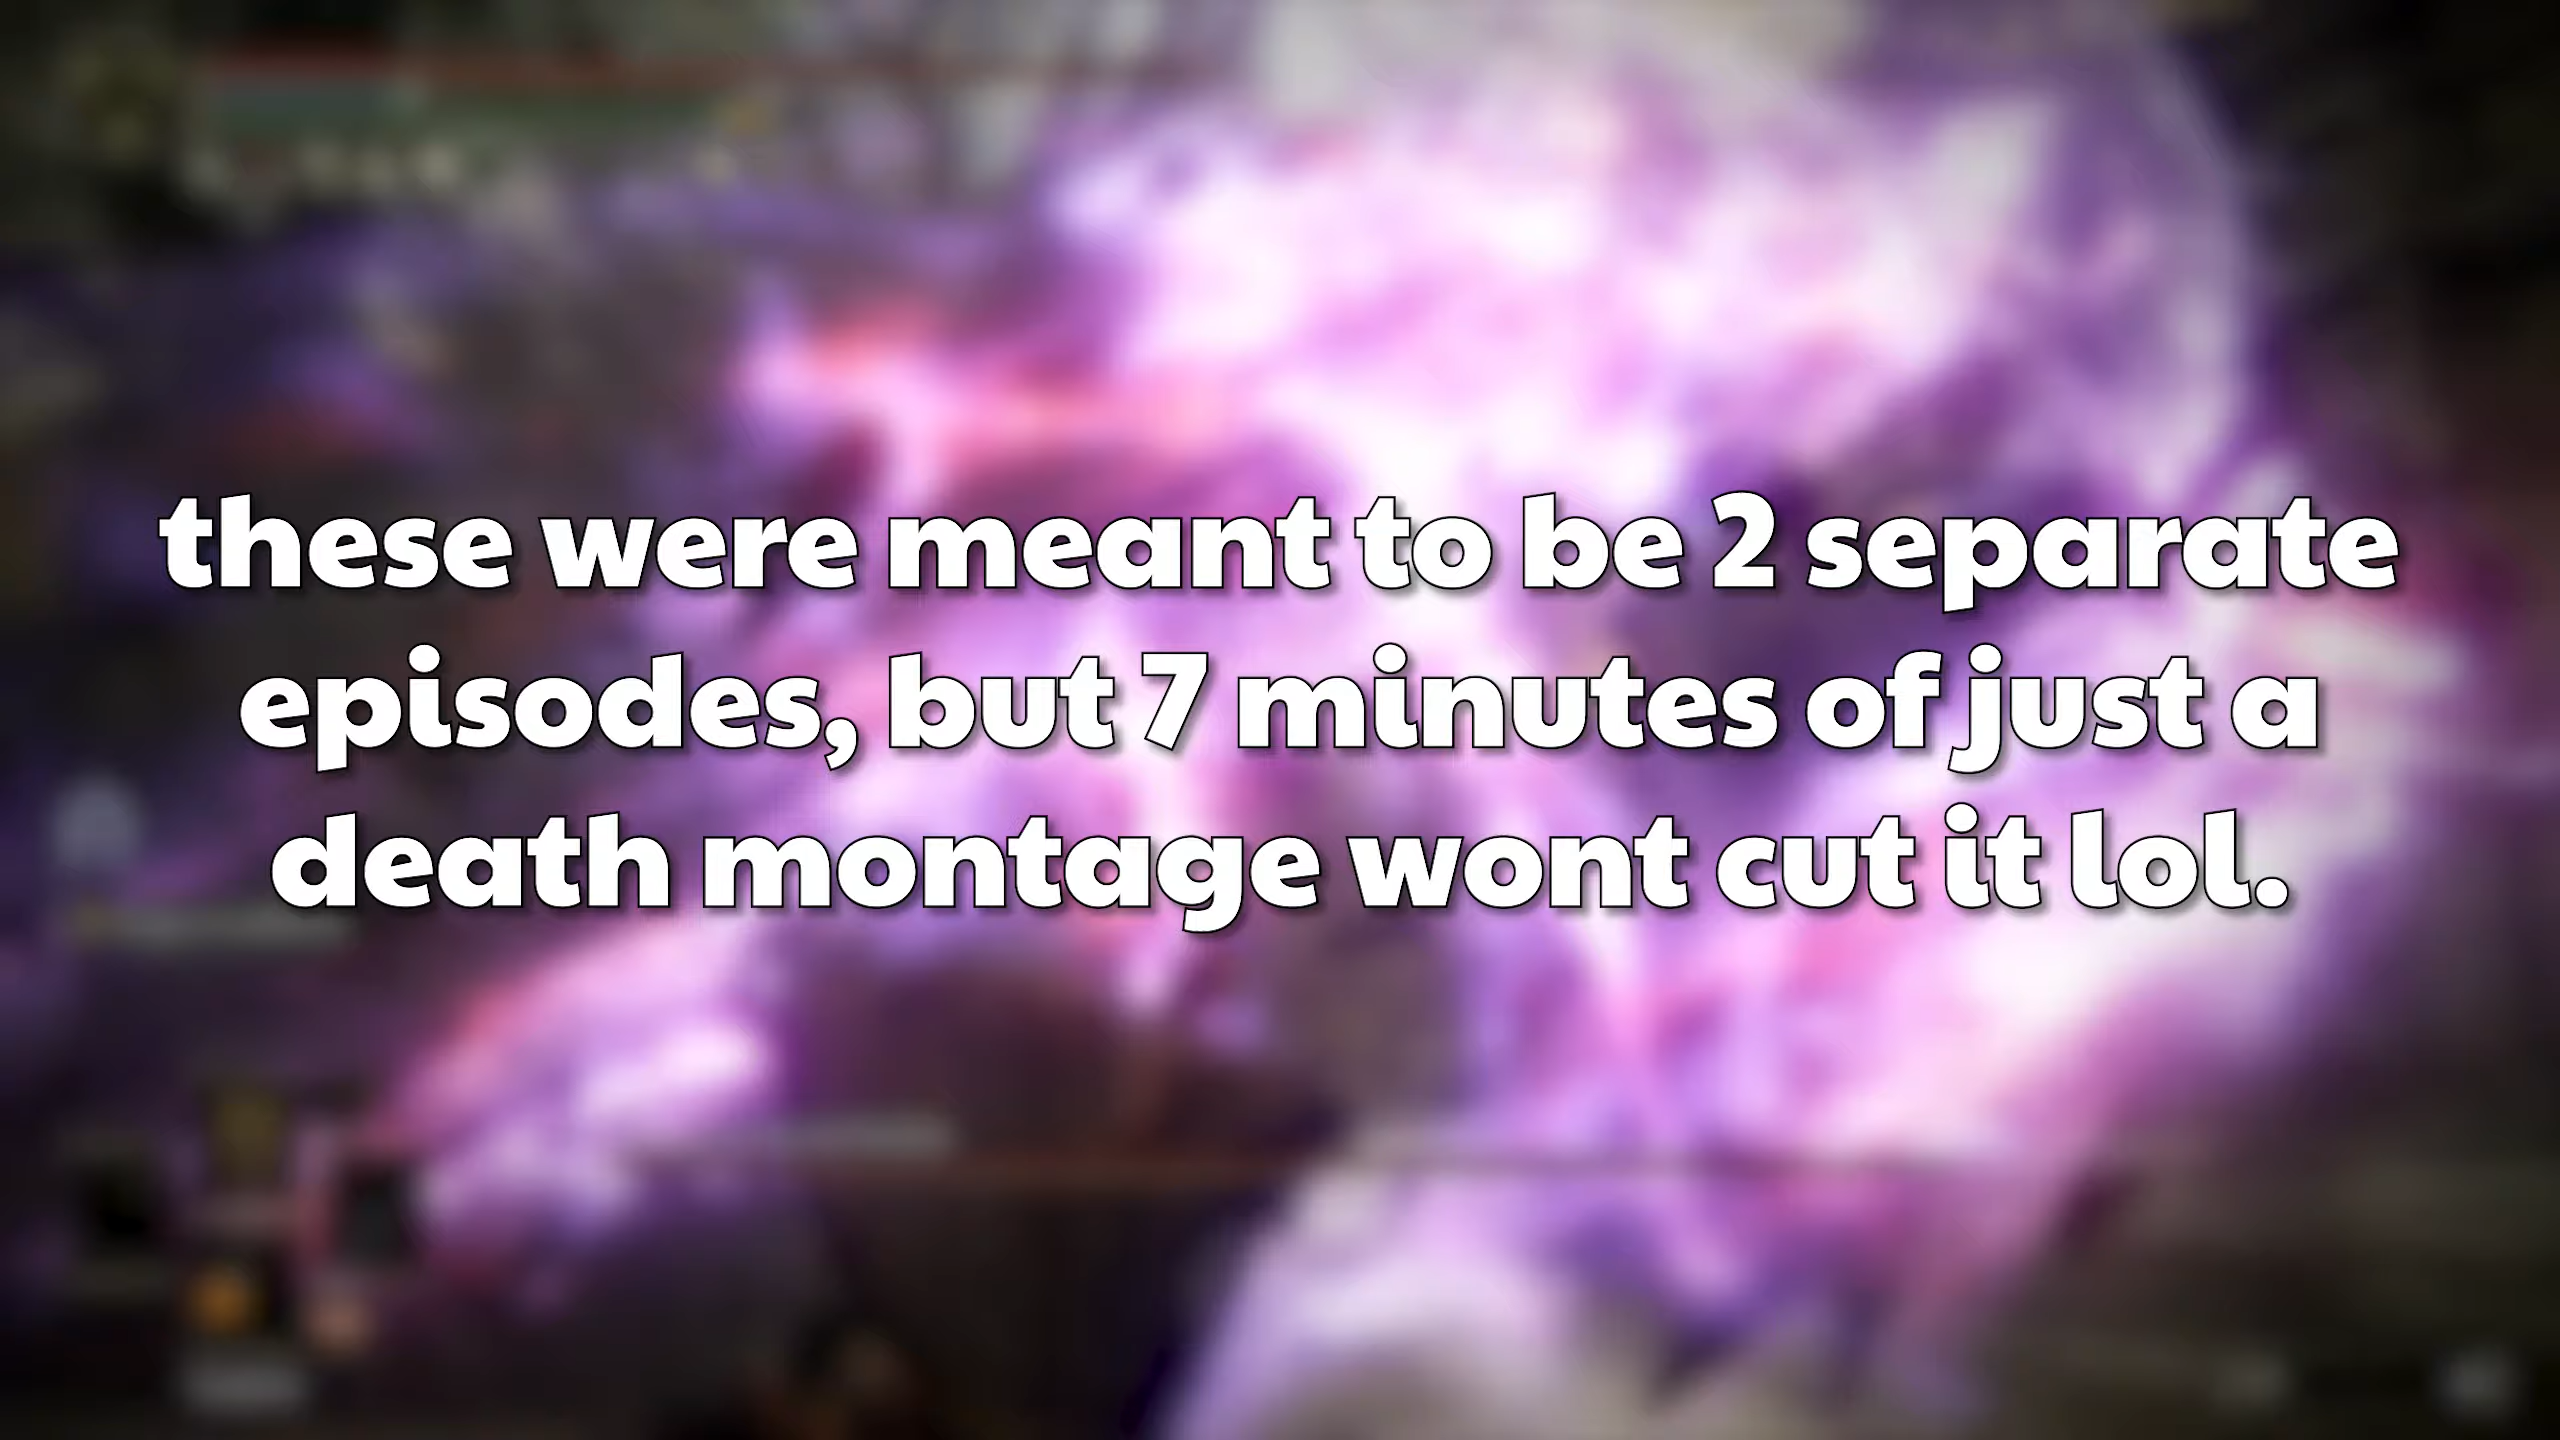 these were meant to be 2 separate
episodes, but 7 minutes of just a
death montage wont cut it lol.